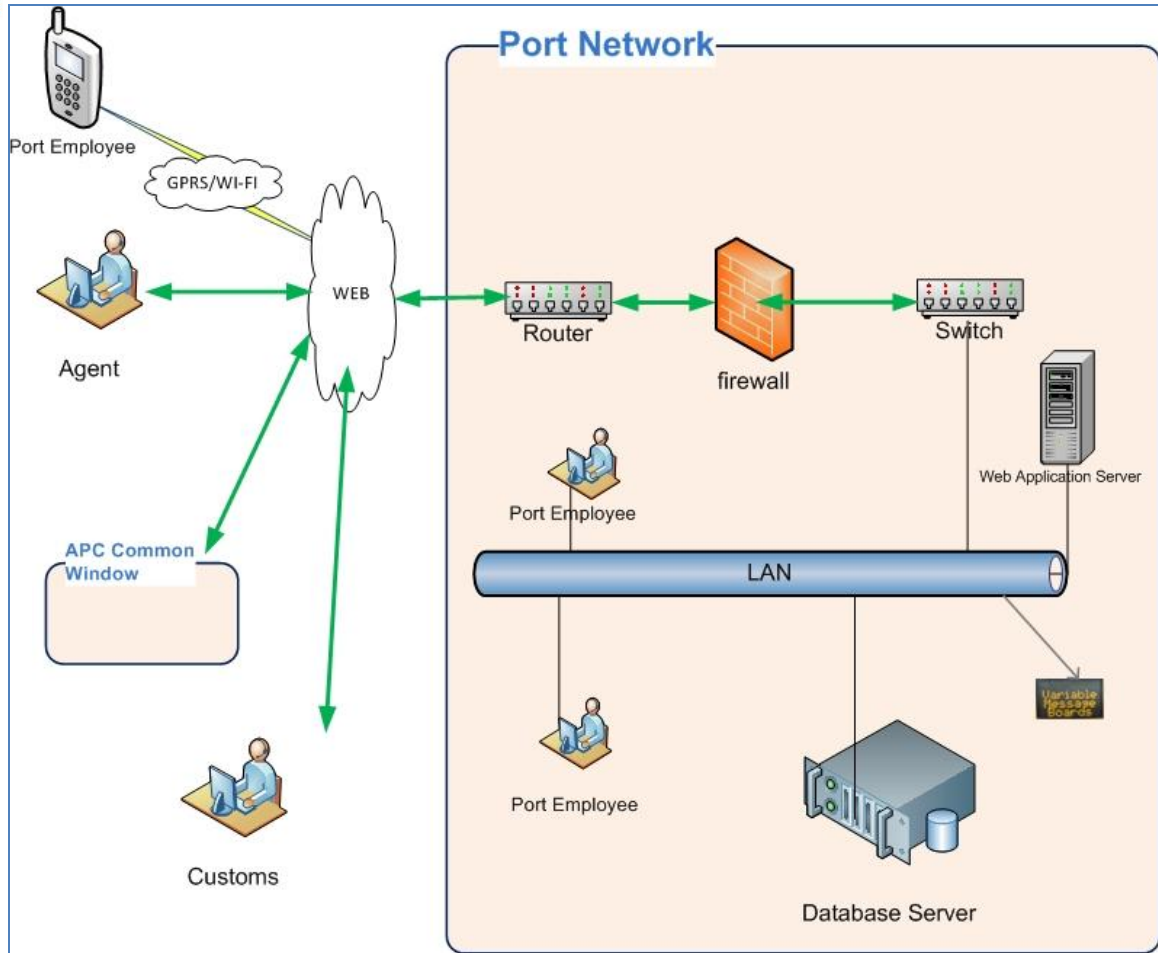 Port Network
Port Employee
GPRS/WI-FI
WEB
Agent
Router
firewall
Switch
Web Application Server
Port Employee
APC Common
Window
LAN
Variable
Message
Boards
Port Employee
Customs
Database Server